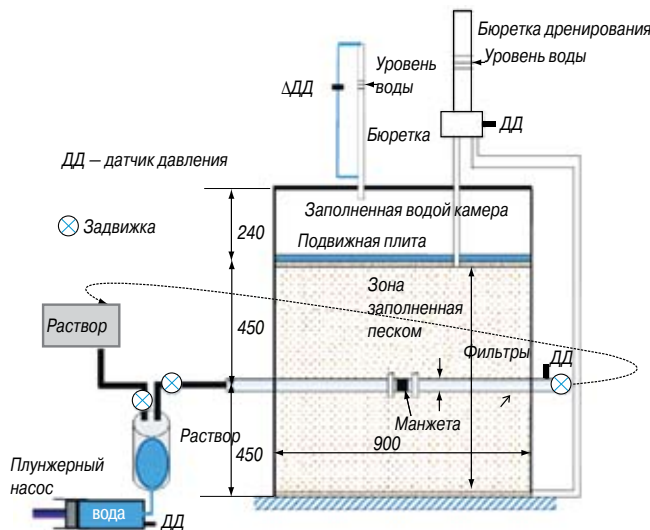 Бюретка дренирования
Уровень воды
Уровень
воды
ΔДД
Бюретка
ДД
ДД – датчик давления
Задвижка
Заполненная водой камера
240
Подвижная плита
Зона
заполненная
песком
Раствор
450
Фильтры
ДД
Манжета
Раствор
450
900
Плунжерный
насос
вода
ДД